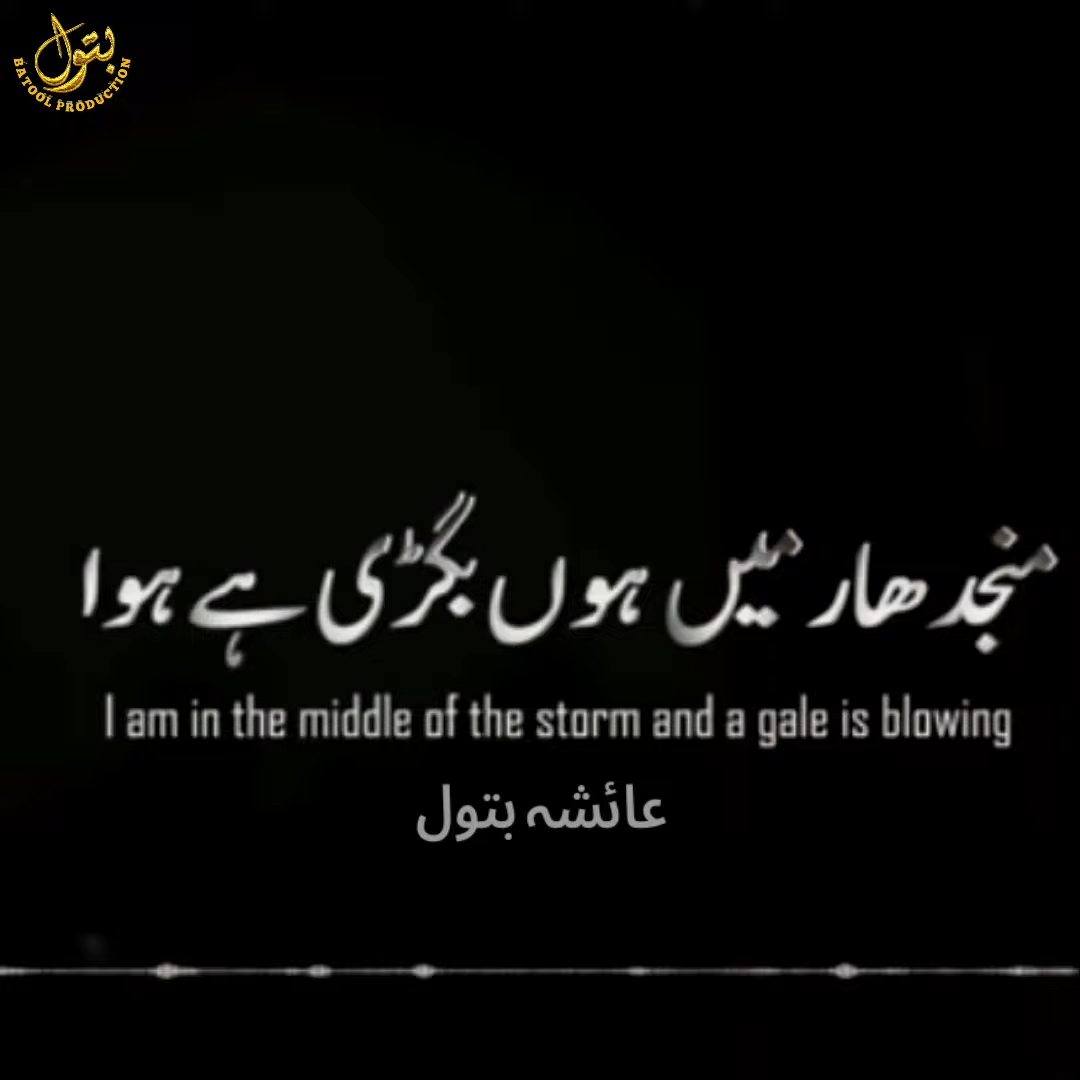 بتول
BATOOL PRODUCTION
منجدھار میں ہوں بگڑی ہے ہوا
I am in the middle of the storm and a gale is blowing
عائشہ بتول